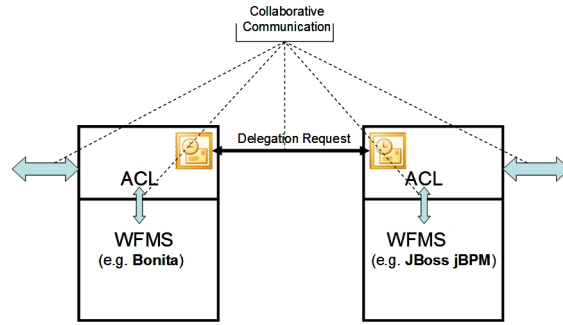 Collaborative
Communication
Delegation Request
ACL
ACL
WFMS
(e.g. Bonita)
WFMS
(e.g. JBoss jBPM)